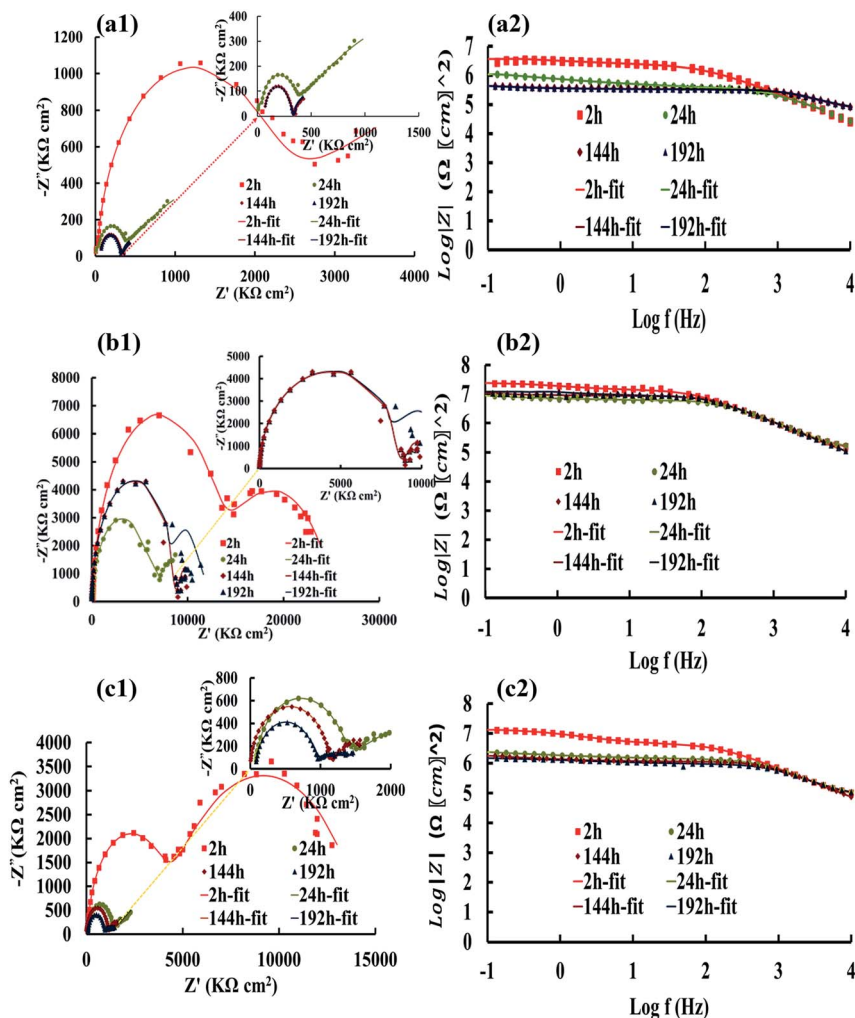 (a1)
1200
1000
800
600
400
200
0
-Z"(KΩ cm²)
0
1000
2000
3000
4000
Z' (KΩ cm²)
400
300
200
100
0
-Z"(KΩ cm²)
0
500
1000
1500
Z' (KΩ cm²)
2h
24h
144h
192h
2h-fit
24h-fit
144h-fit
192h-fit
(a2)
7
6
5
4
3
2
1
0
Log|Z| (Ω 〚cm〛^2)
-1
0
1
2
3
4
Log f (Hz)
2h
24h
144h
192h
2h-fit
24h-fit
144h-fit
192h-fit
(b1)
8000
7000
6000
5000
4000
3000
2000
1000
0
-Z"(KΩ cm²)
0
10000
20000
30000
Z' (KΩ cm²)
5000
4000
3000
2000
1000
0
-Z"(KΩ cm²)
0
5000
10000
Z' (KΩ cm²)
2h
2h-fit
24h
24h-fit
144h
144h-fit
192h
192h-fit
(b2)
8
7
6
5
4
3
2
1
0
Log|Z| (Ω 〚cm〛^2)
-1
0
1
2
3
4
Log f (Hz)
2h
24h
144h
192h
2h-fit
24h-fit
144h-fit
192h-fit
(c1)
4000
3500
3000
2500
2000
1500
1000
500
0
-Z"(KΩ cm²)
0
5000
10000
15000
Z' (KΩ cm²)
800
600
400
200
0
-Z"(KΩ cm²)
0
500
1000
1500
2000
Z' (KΩ cm²)
2h
24h
144h
192h
2h-fit
24h-fit
144h-fit
192h-fit
(c2)
8
7
6
5
4
3
2
1
0
Log|Z| (Ω 〚cm〛^2)
-1
0
1
2
3
4
Log f (Hz)
2h
24h
144h
192h
2h-fit
24h-fit
144h-fit
192h-fit